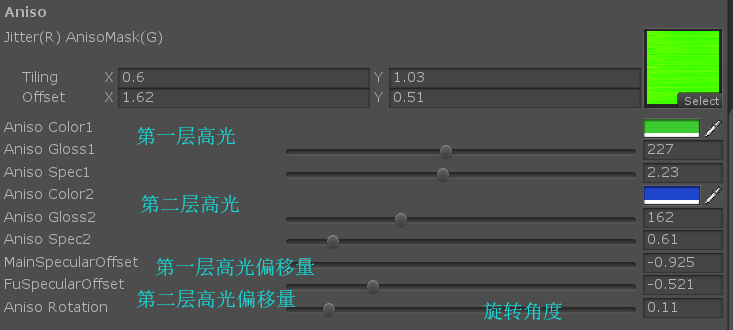 Aniso
Jitter(R) AnisoMask(G)
Tiling X 0.6 Y 1.03
Offset X 1.62 Y 0.51
Select
Aniso Color1 第一层高光
Aniso Gloss1 227
Aniso Spec1 2.23
Aniso Color2 第二层高光
Aniso Gloss2 162
Aniso Spec2 0.61
MainSpecularOffset 第一层高光偏移量 -0.925
FuSpecularOffset 第二层高光偏移量 -0.521
Aniso Rotation 旋转角度 0.11